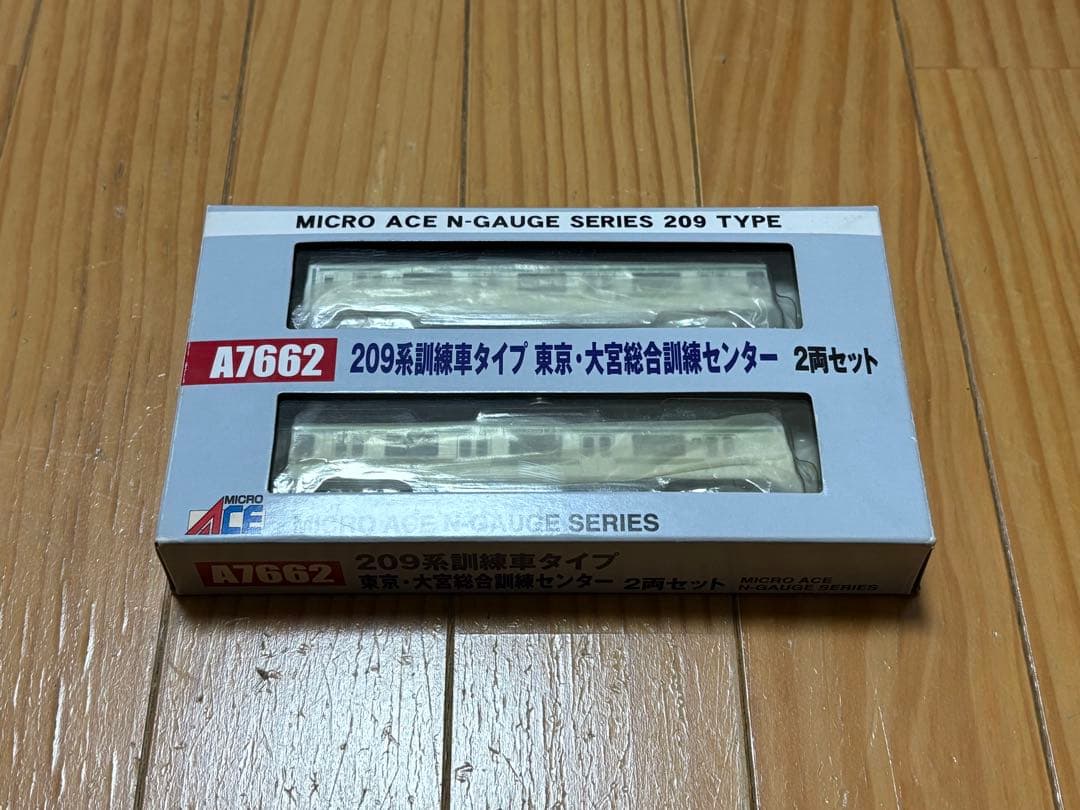 MICRO ACE N-GAUGE SERIES 209 TYPE
A7662 209系訓練車タイプ 東京・大宮総合訓練センター 2両セット
MICRO ACE
MICRO ACE N-GAUGE SERIES
A7662 209系訓練車タイプ
東京・大宮総合訓練センター 2両セット
MICRO ACE
N-GAUGE SERIES